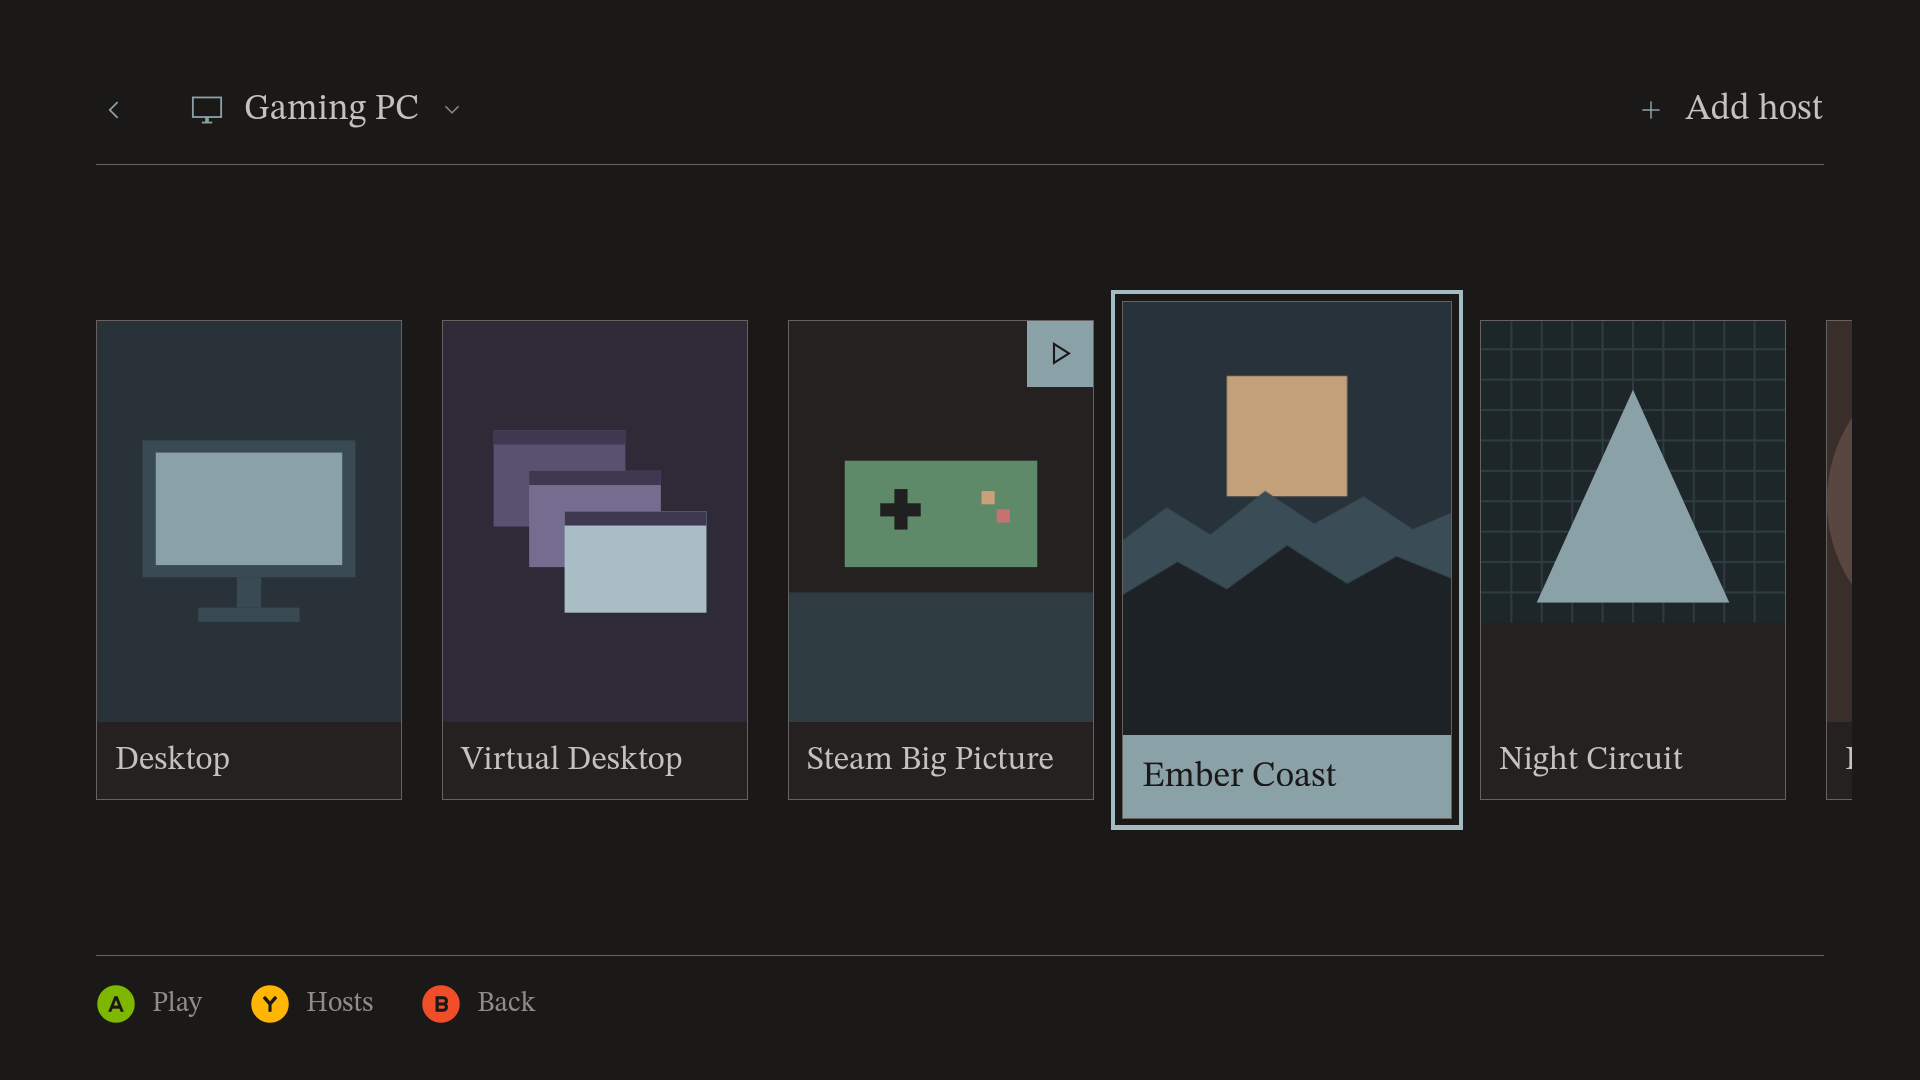 Gaming PC
Add host
Desktop
Virtual Desktop
Steam Big Picture
Ember Coast
Night Circuit
A Play
Y Hosts
B Back